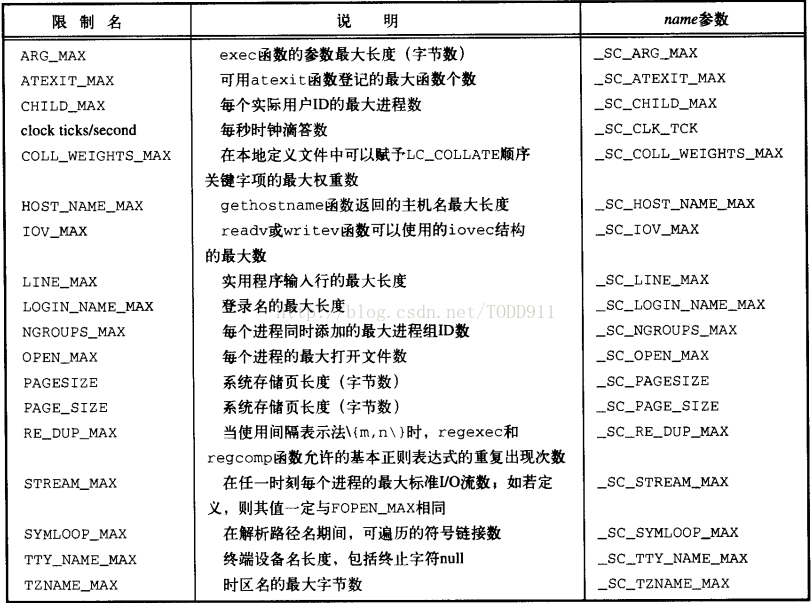 限 制 名 说 明 name参数
ARG_MAX exec函数的参数最大长度（字节数） _SC_ARG_MAX
ATEXIT_MAX 可用atexit函数登记的最大函数个数 _SC_ATEXIT_MAX
CHILD_MAX 每个实际用户ID的最大进程数 _SC_CHILD_MAX
clock ticks/second 每秒时钟滴答数 _SC_CLK_TCK
COLL_WEIGHTS_MAX 在本地定义文件中可以赋予LC_COLLATE顺序 _SC_COLL_WEIGHTS_MAX
关键字项的最大权重数
HOST_NAME_MAX gethostname函数返回的主机名最大长度 _SC_HOST_NAME_MAX
IOV_MAX readv或writev函数可以使用的iovec结构 _SC_IOV_MAX
的最大数
LINE_MAX 实用程序输入行的最大长度 _SC_LINE_MAX
LOGIN_NAME_MAX 登录名的最大长度 _SC_LOGIN_NAME_MAX
http://blog.csdn.net/TODD911
NGROUPS_MAX 每个进程同时添加的最大进程组ID数 _SC_NGROUPS_MAX
OPEN_MAX 每个进程的最大打开文件数 _SC_OPEN_MAX
PAGESIZE 系统存储页长度（字节数） _SC_PAGESIZE
PAGE_SIZE 系统存储页长度（字节数） _SC_PAGE_SIZE
RE_DUP_MAX 当使用间隔表示法\{m,n\}时，regexec和 _SC_RE_DUP_MAX
regcomp函数允许的基本正则表达式的重复出现次数
STREAM_MAX 在任一时刻每个进程的最大标准I/O流数；如若定 _SC_STREAM_MAX
义，则其值一定与FOPEN_MAX相同
SYMLOOP_MAX 在解析路径名期间，可遍历的符号链接数 _SC_SYMLOOP_MAX
TTY_NAME_MAX 终端设备名长度，包括终止字符null _SC_TTY_NAME_MAX
TZNAME_MAX 时区名的最大字节数 _SC_TZNAME_MAX